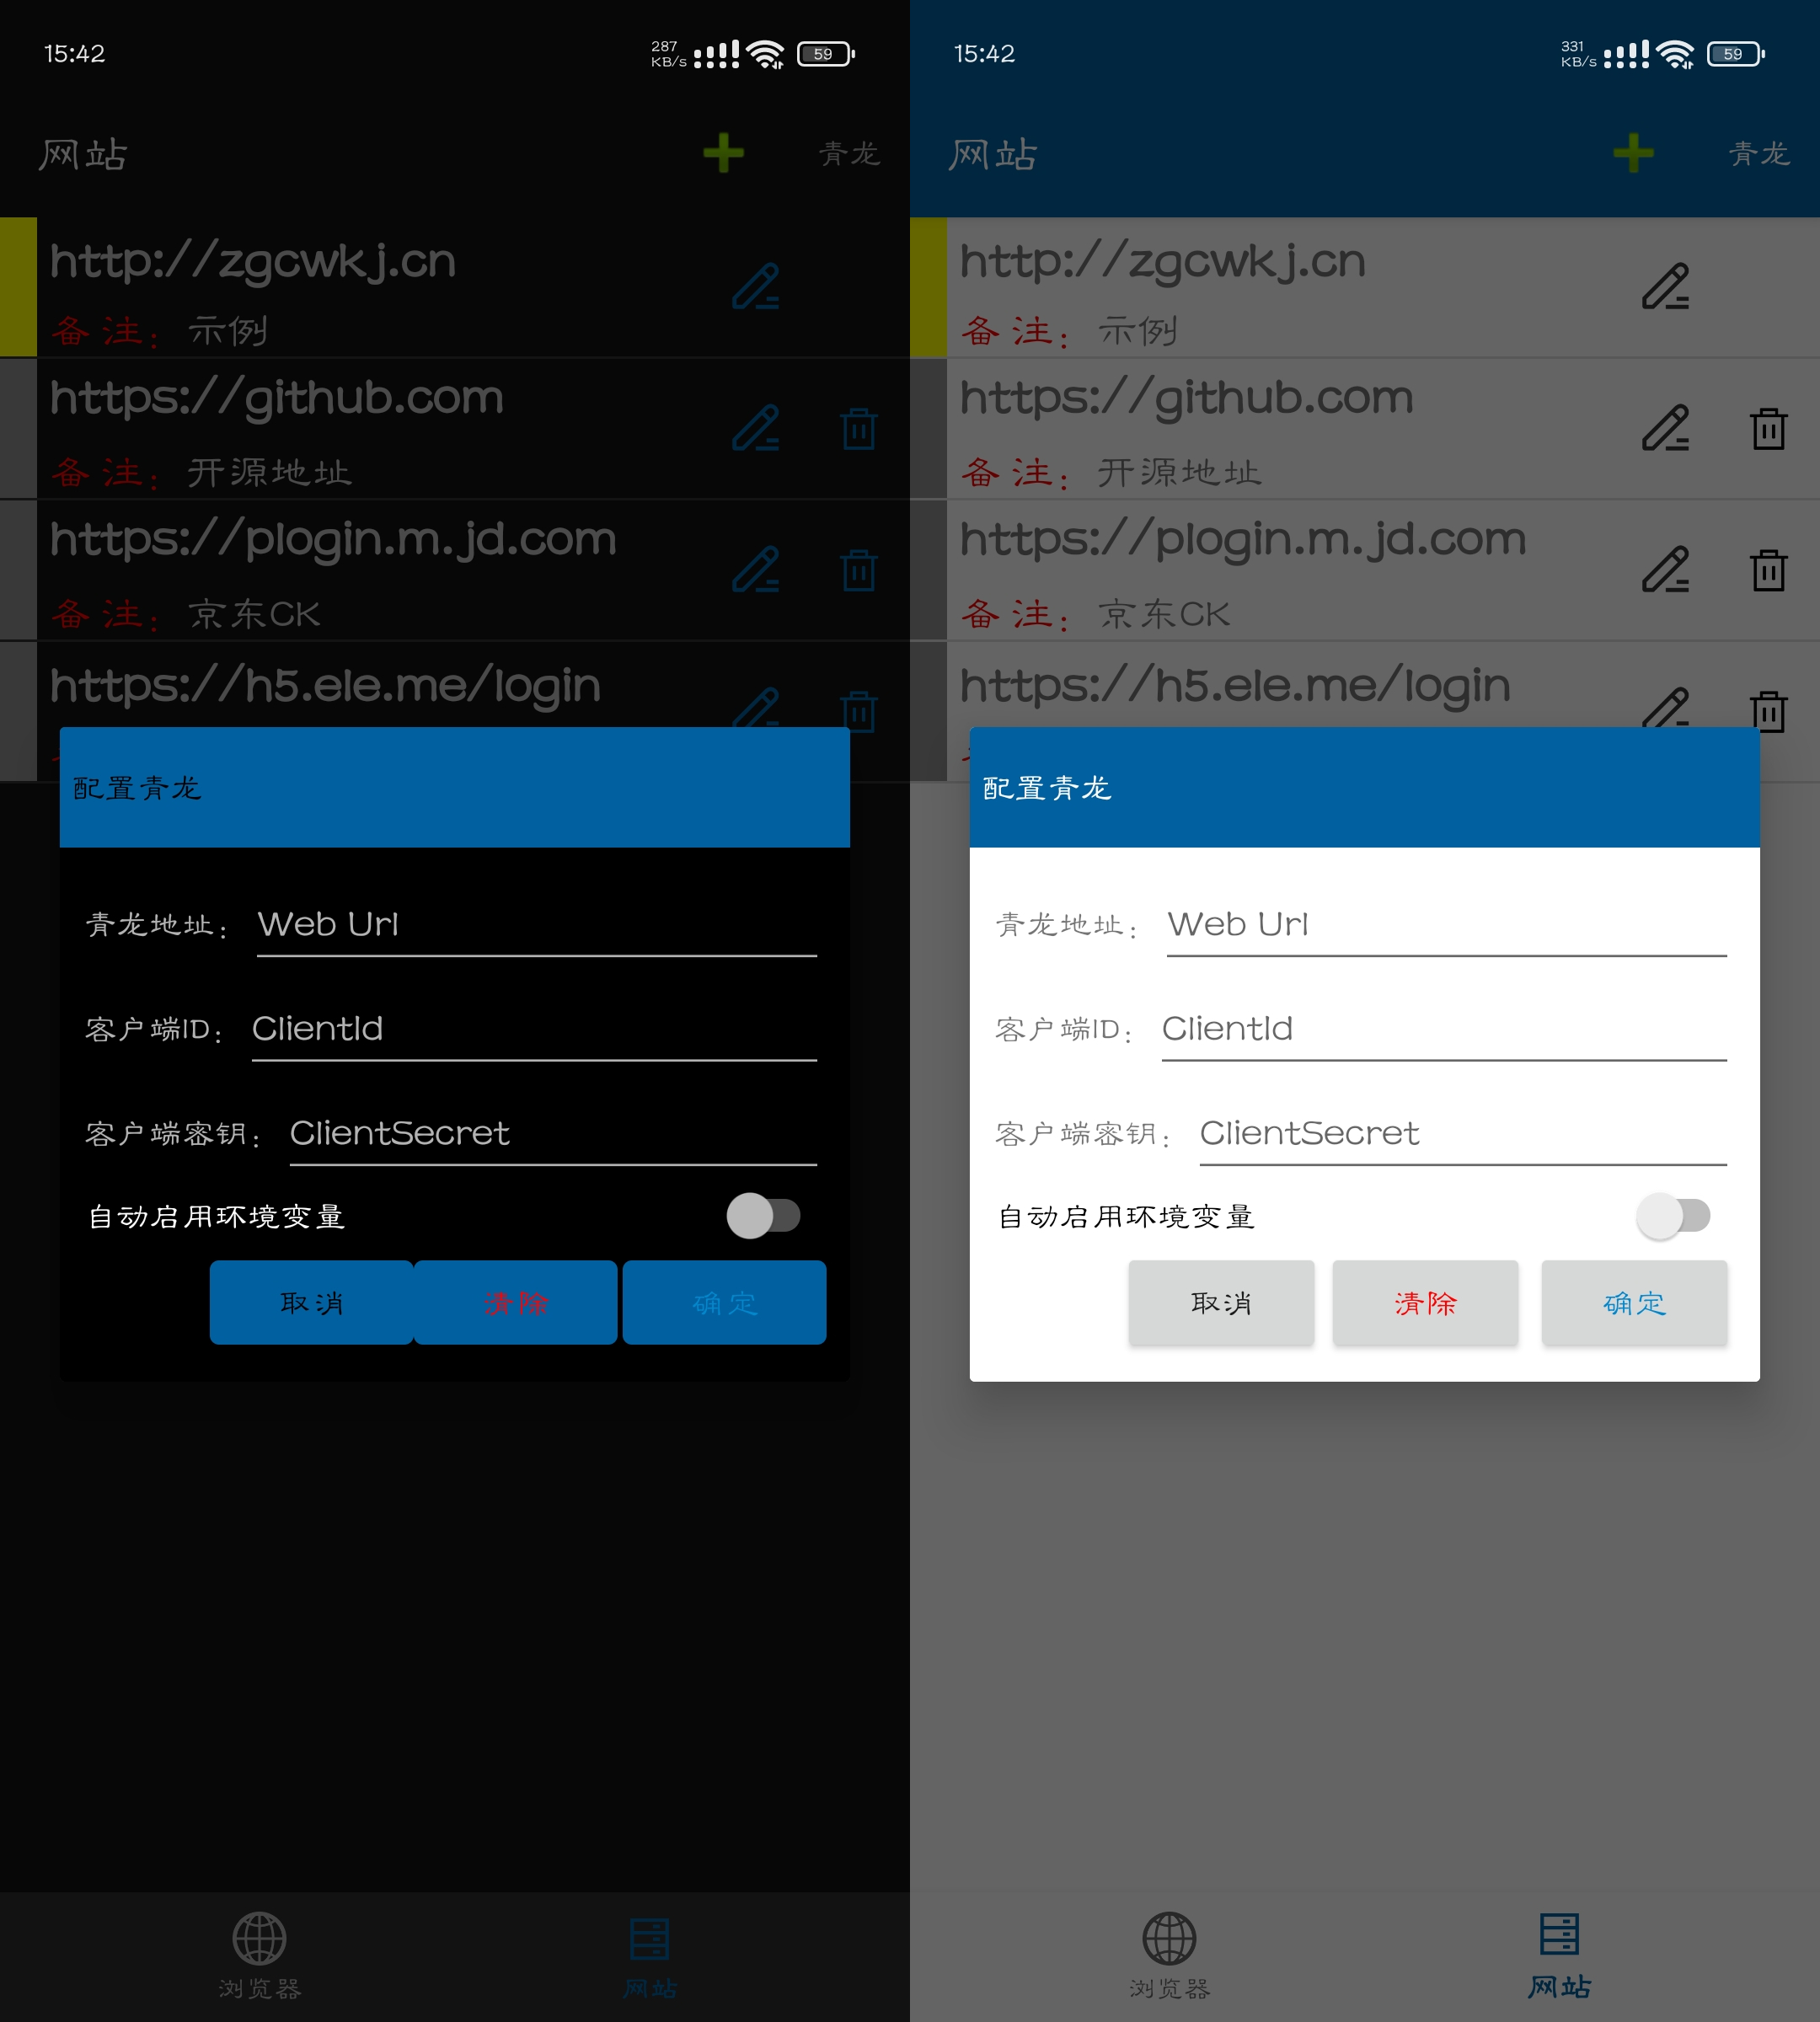 15:42
287
KB/s
59
网站
青龙
http://zgcwkj.cn
备注： 示例
https://github.com
备注： 开源地址
https://plogin.m.jd.com
备注： 京东CK
https://h5.ele.me/login
配置青龙
青龙地址： Web Url
客户端ID： ClientId
客户端密钥： ClientSecret
自动启用环境变量
取消
清除
确定
浏览器
网站
15:42
331
KB/s
59
网站
青龙
http://zgcwkj.cn
备注： 示例
https://github.com
备注： 开源地址
https://plogin.m.jd.com
备注： 京东CK
https://h5.ele.me/login
配置青龙
青龙地址： Web Url
客户端ID： ClientId
客户端密钥： ClientSecret
自动启用环境变量
取消
清除
确定
浏览器
网站